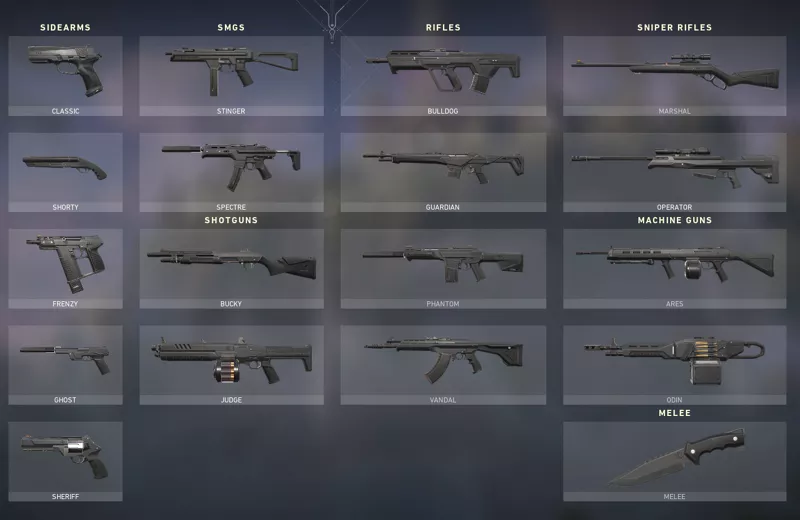 SIDEARMS
CLASSIC
SHORTY
FRENZY
GHOST
SHERIFF
SMGS
STINGER
SPECTRE
SHOTGUNS
BUCKY
JUDGE
RIFLES
BULLDOG
GUARDIAN
PHANTOM
VANDAL
SNIPER RIFLES
MARSHAL
OPERATOR
MACHINE GUNS
ARES
ODIN
MELEE
MELEE